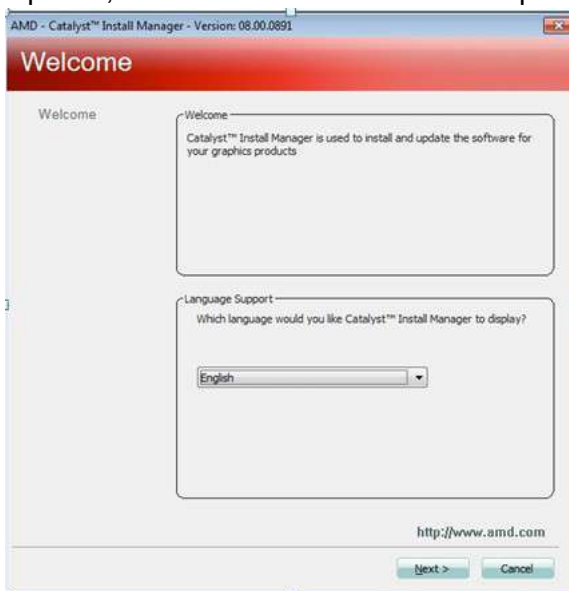 AMD - Catalyst™ Install Manager - Version: 08.00.0891
Welcome
Welcome
Welcome
Catalyst™ Install Manager is used to install and update the software for
your graphics products
Language Support
Which language would you like Catalyst™ Install Manager to display?
English
http://www.amd.com
Next >
Cancel